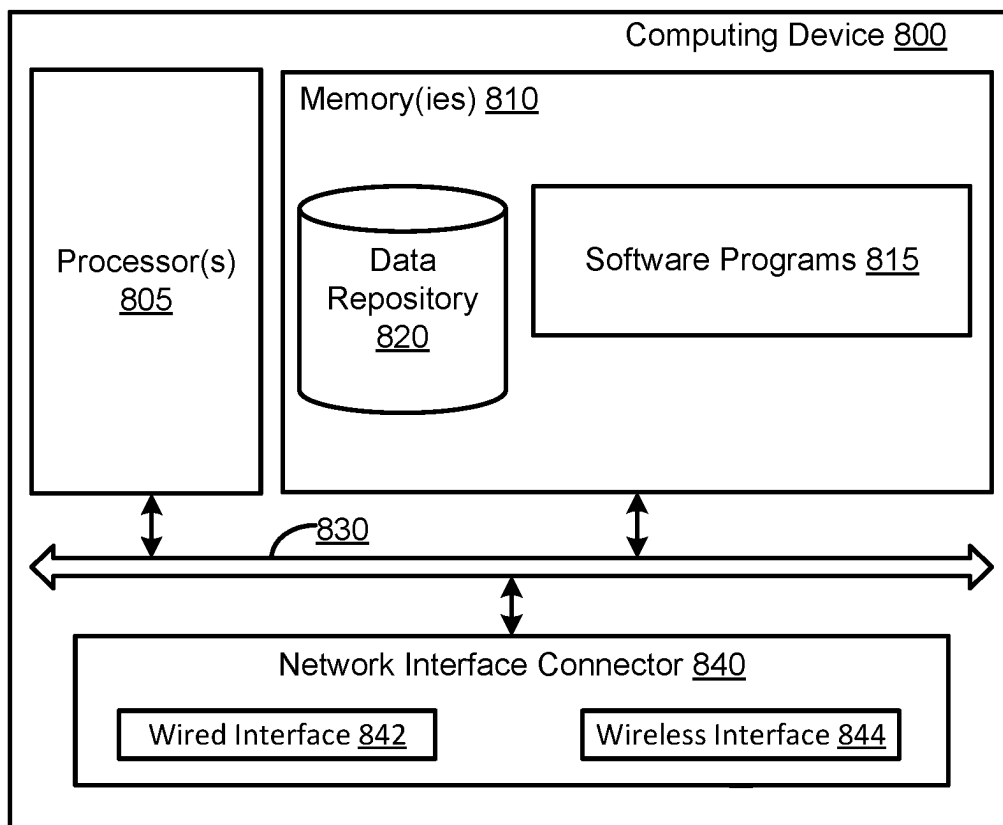 Computing Device 800
Memory(ies) 810
Processor(s)
805
Data
Repository
820
Software Programs 815
830
Network Interface Connector 840
Wired Interface 842
Wireless Interface 844